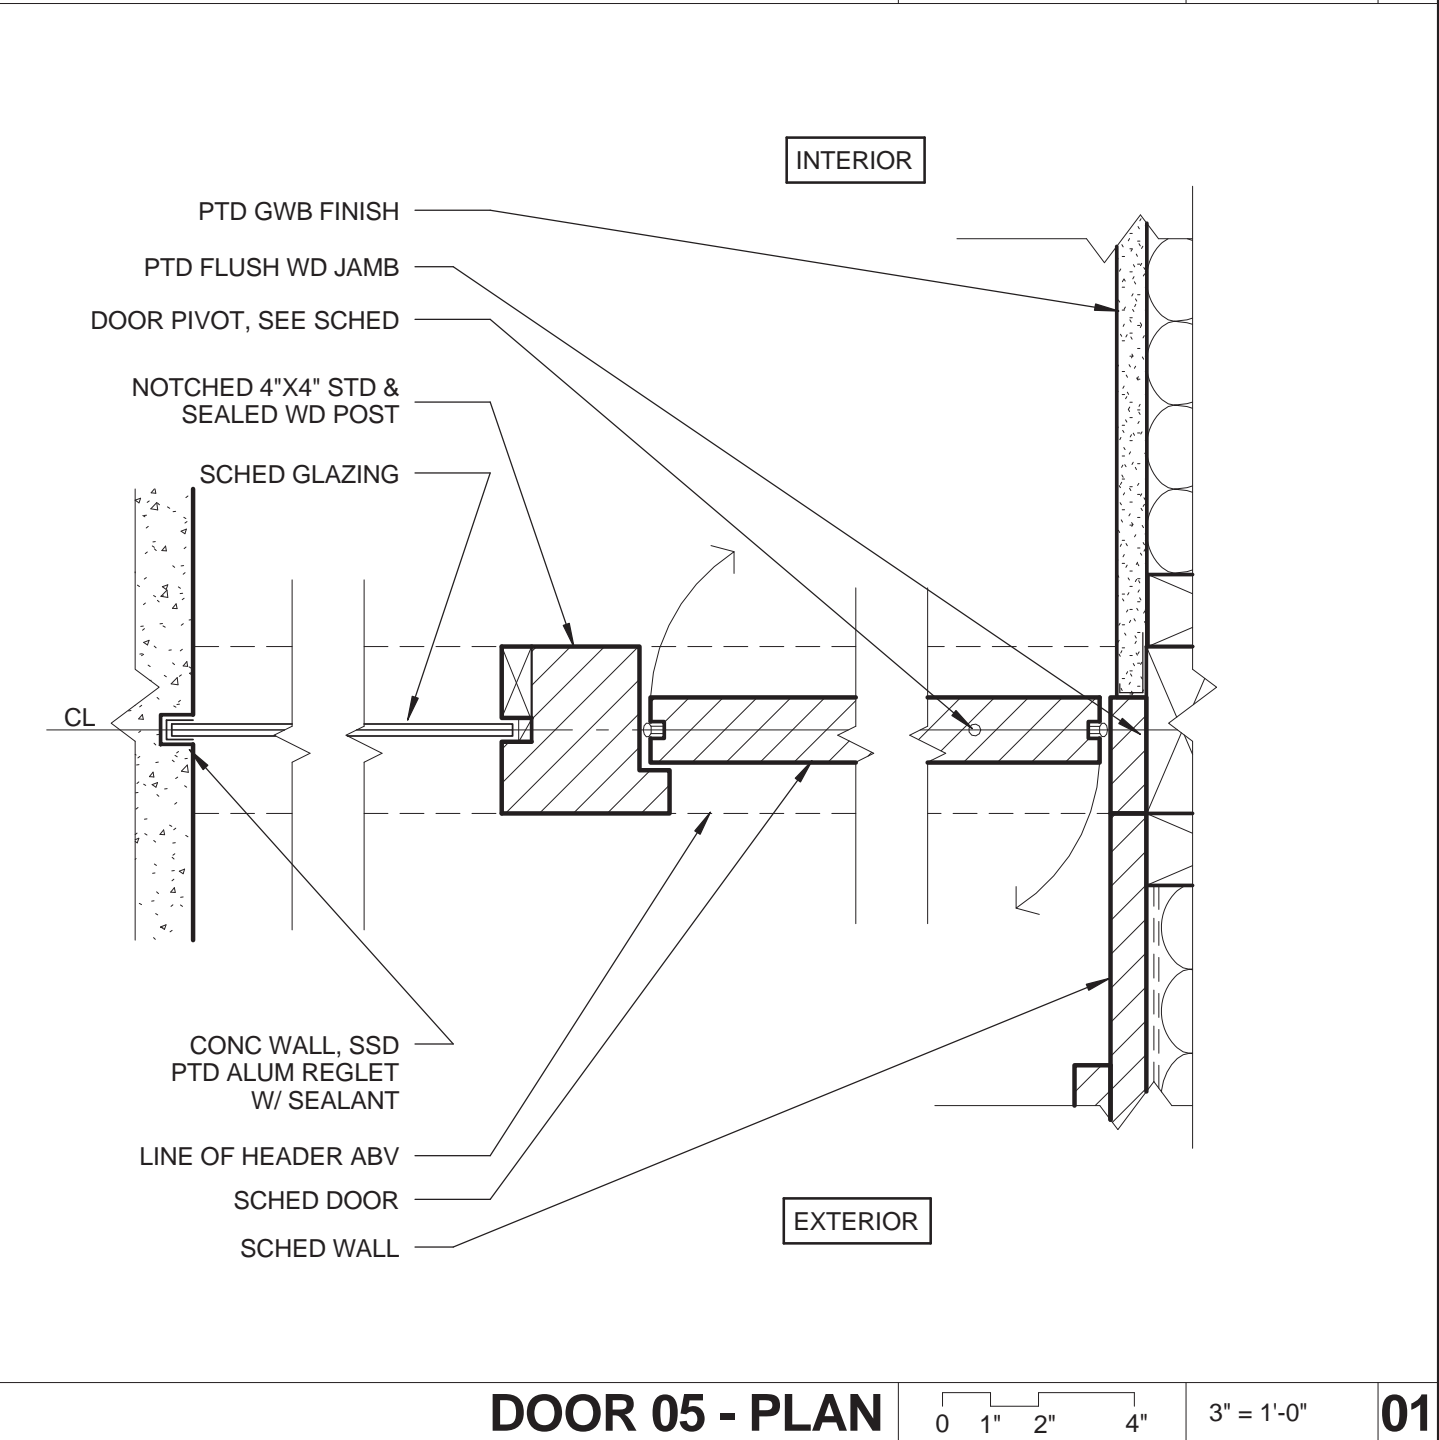 INTERIOR
PTD GWB FINISH
PTD FLUSH WD JAMB
DOOR PIVOT, SEE SCHED
NOTCHED 4"X4" STD &
SEALED WD POST
SCHED GLAZING
CL
CONC WALL, SSD
PTD ALUM REGLET
W/ SEALANT
LINE OF HEADER ABV
SCHED DOOR
EXTERIOR
SCHED WALL
DOOR 05 - PLAN
0 1" 2" 4"
3" = 1'-0"
01